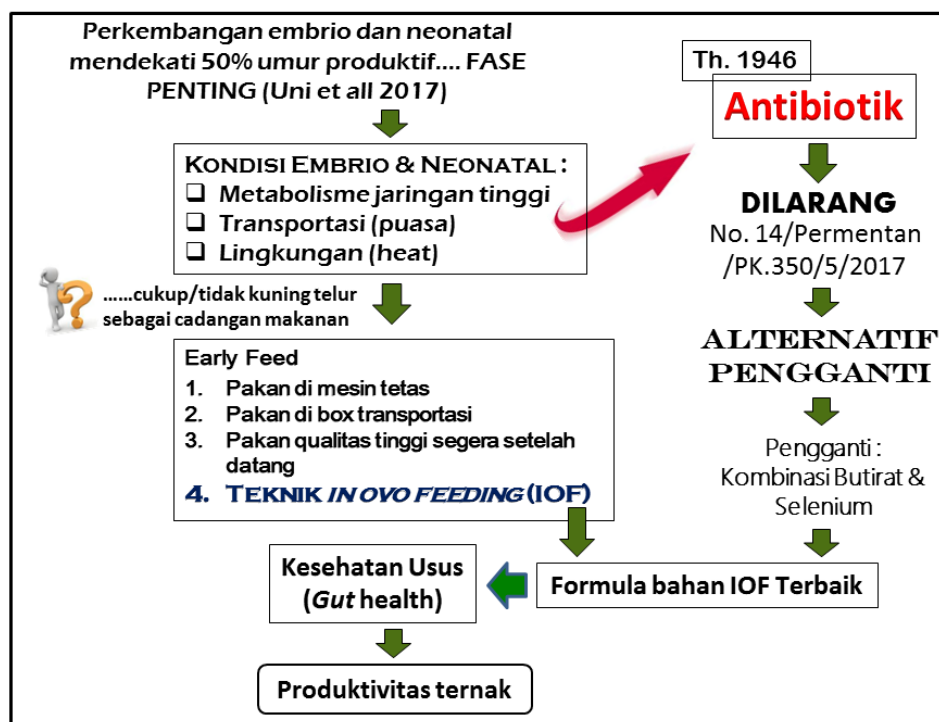 Perkembangan embrio dan neonatal
mendekati 50% umur produktif.... FASE
PENTING (Uni et all 2017)
KONDISI EMBRIO & NEONATAL :
❑ Metabolisme jaringan tinggi
❑ Transportasi (puasa)
❑ Lingkungan (heat)
......cukup/tidak kuning telur
sebagai cadangan makanan
Early Feed
1. Pakan di mesin tetas
2. Pakan di box transportasi
3. Pakan qualitas tinggi segera setelah
datang
4. TEKNIK IN OVO FEEDING (IOF)
Th. 1946
Antibiotik
DILARANG
No. 14/Permentan
/PK.350/5/2017
ALTERNATIF
PENGGANTI
Pengganti :
Kombinasi Butirat &
Selenium
Formula bahan IOF Terbaik
Kesehatan Usus
(Gut health)
Produktivitas ternak